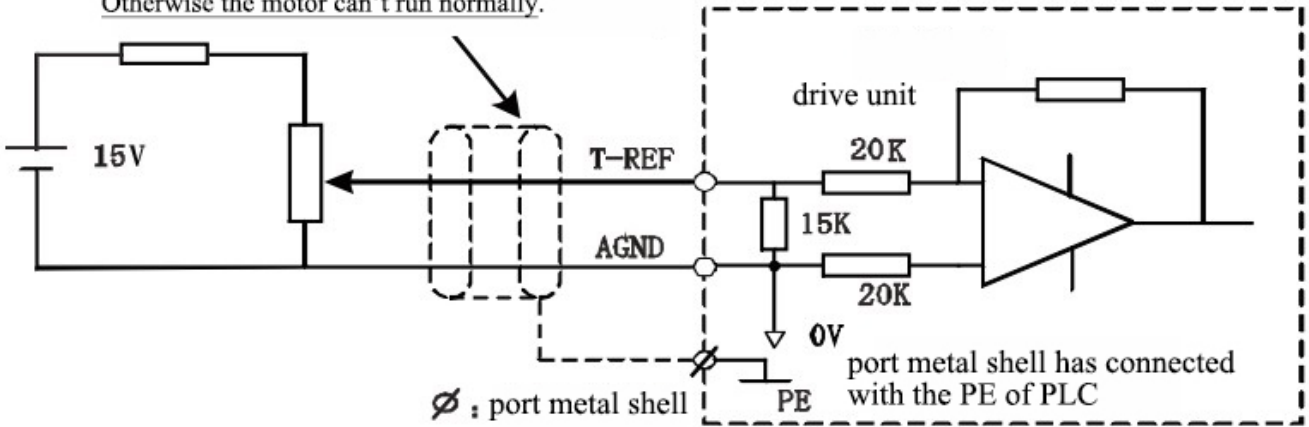 Otherwise the motor can't run normally.
drive unit
15V
T-REF
20K
15K
AGND
20K
0V
port metal shell has connected
with the PE of PLC
PE
Ø : port metal shell